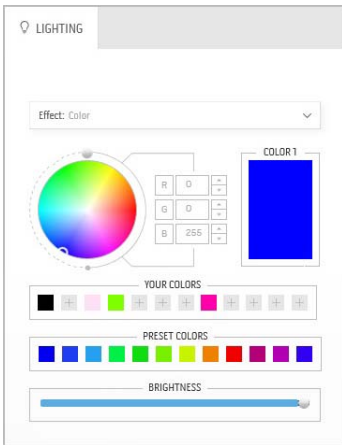 LIGHTING
Effect: Color
COLOR 1
R 0
G 0
B 255
YOUR COLORS
PRESET COLORS
BRIGHTNESS